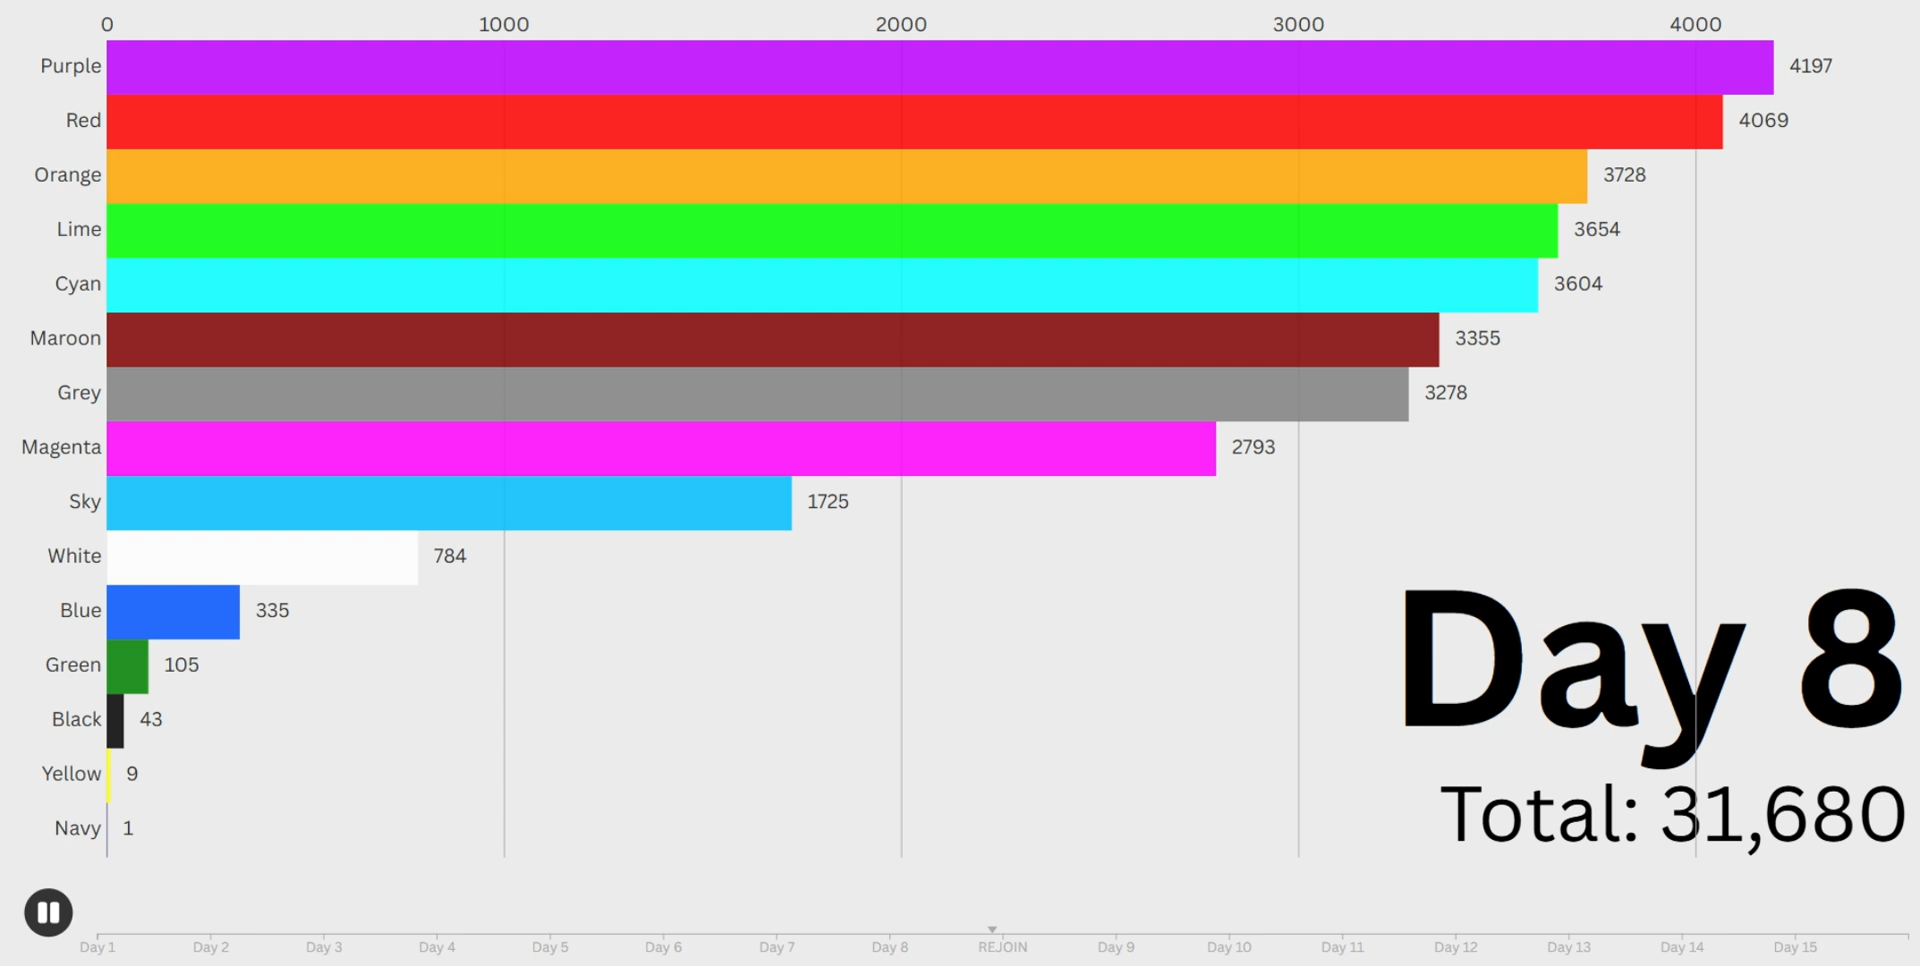 0 1000 2000 3000 4000
Purple 4197
Red 4069
Orange 3728
Lime 3654
Cyan 3604
Maroon 3355
Grey 3278
Magenta 2793
Sky 1725
White 784
Blue 335
Green 105
Black 43
Yellow 9
Navy 1
Day 8
Total: 31,680
Day 1 Day 2 Day 3 Day 4 Day 5 Day 6 Day 7 Day 8 REJOIN Day 9 Day 10 Day 11 Day 12 Day 13 Day 14 Day 15